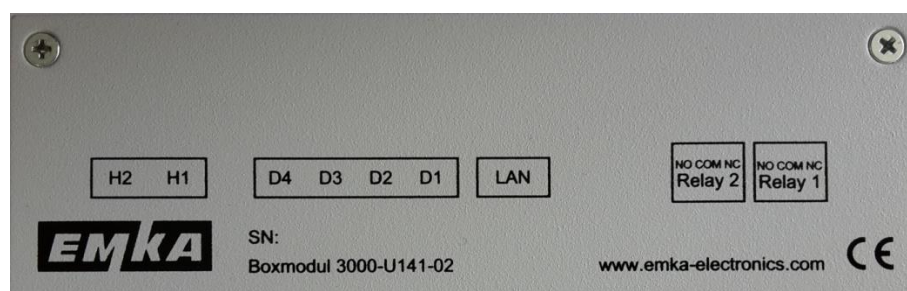 H2 H1
D4 D3 D2 D1
LAN
NO COM NC
Relay 2
NO COM NC
Relay 1
EMKA
SN:
Boxmodul 3000-U141-02
www.emka-electronics.com
CE